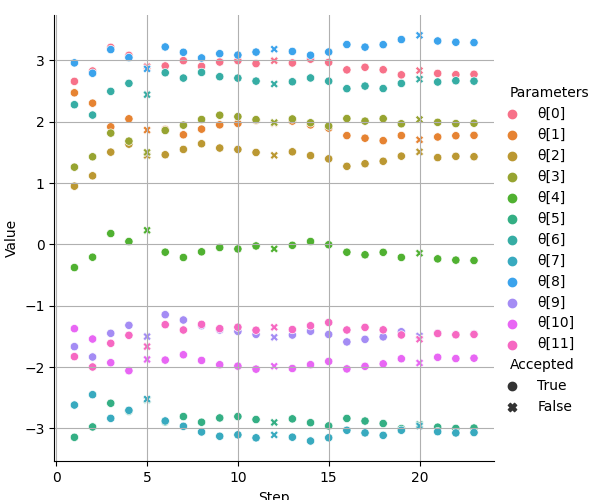 Value
3
2
1
0
−1
−2
−3
0
5
10
15
20
Step
Parameters
θ[0]
θ[1]
θ[2]
θ[3]
θ[4]
θ[5]
θ[6]
θ[7]
θ[8]
θ[9]
θ[10]
θ[11]
Accepted
True
False